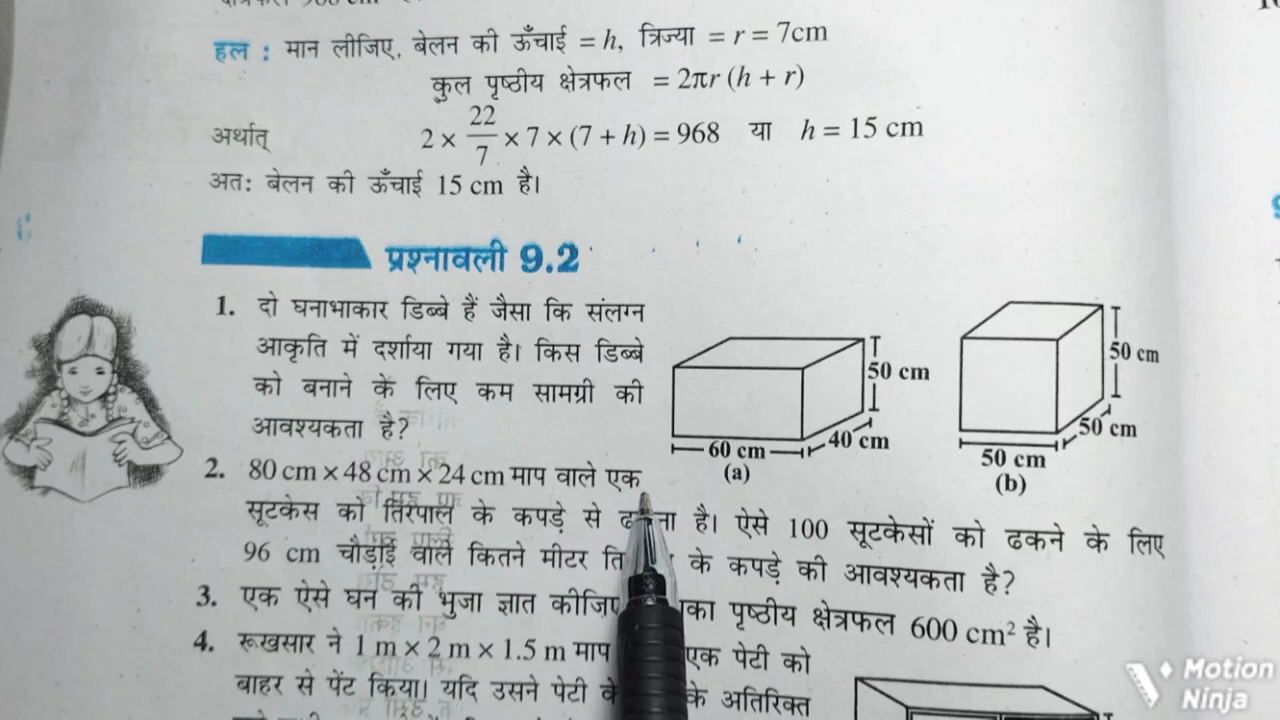 हल : मान लीजिए, बेलन की ऊँचाई = h, त्रिज्या = r = 7cm
कुल पृष्ठीय क्षेत्रफल = 2πr (h + r)
अर्थात् 2 × 22/7 × 7 × (7 + h) = 968 या h = 15 cm
अतः बेलन की ऊँचाई 15 cm है।
प्रश्नावली 9.2
1. दो घनाभाकार डिब्बे हैं जैसा कि संलग्न
आकृति में दर्शाया गया है। किस डिब्बे
को बनाने के लिए कम सामग्री की
आवश्यकता है?
50 cm
60 cm
40 cm
(a)
50 cm
50 cm
50 cm
(b)
2. 80 cm × 48 cm × 24 cm माप वाले एक
सूटकेस को तिरपाल के कपड़े से है। ऐसे 100 सूटकेसों को ढकने के लिए
96 cm चौड़ाई वाले कितने मीटर के कपड़े की आवश्यकता है?
3. एक ऐसे घन की भुजा ज्ञात पृष्ठीय क्षेत्रफल 600 cm² है।
4. रूखसार ने 1 m × 2 m × 1.5 m माप एक पेटी को
बाहर से पेंट किया। यदि उसने पेटी के अतिरिक्त
Motion
Ninja